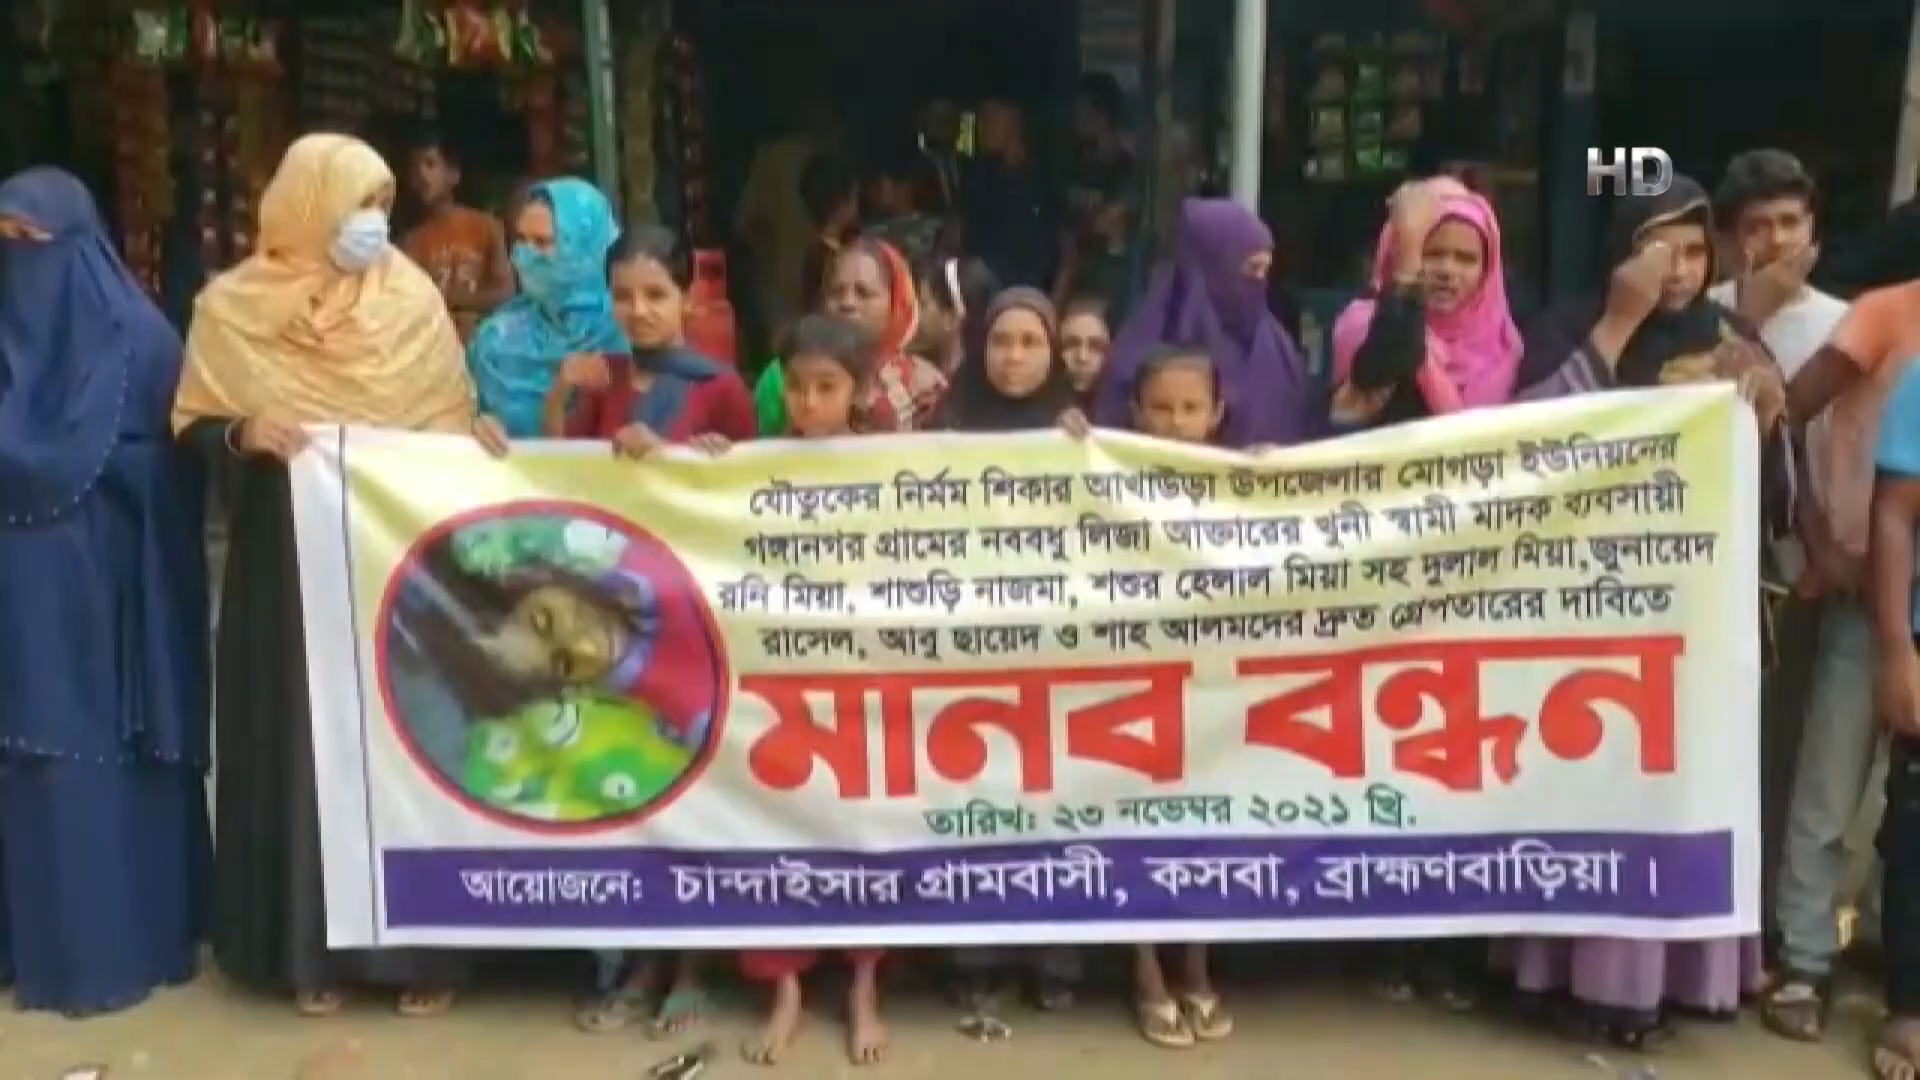 HD
যৌতুকের নির্মম শিকার আখাউড়া উপজেলার মোগড়া ইউনিয়নের
গঙ্গানগর গ্রামের নববধু লিজা আক্তারের খুনী স্বামী মাদক ব্যবসায়ী
রনি মিয়া, শাশুড়ি নাজমা, শশুর হেলাল মিয়া সহ দুলাল মিয়া,জুনায়েদ
রাসেল, আবু ছায়েদ ও শাহ আলমদের দ্রুত গ্রেপতারের দাবিতে
মানব বন্ধন
তারিখ: ২৩ নভেম্বর ২০২১ খ্রি.
আয়োজনে: চান্দাইসার গ্রামবাসী, কসবা, ব্রাহ্মণবাড়িয়া।